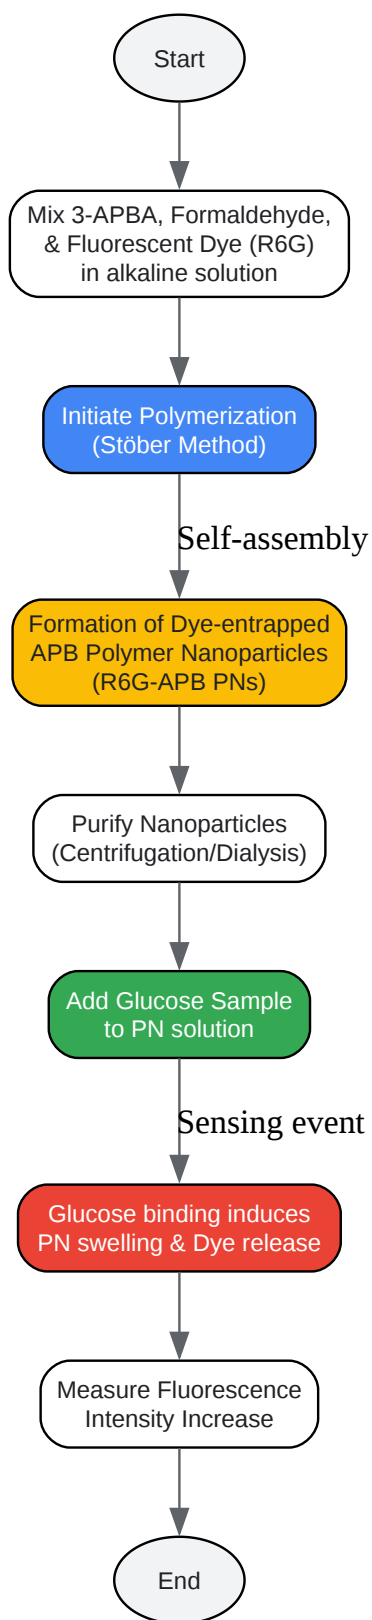 Start
Mix 3-APBA, Formaldehyde,
& Fluorescent Dye (R6G)
in alkaline solution
Initiate Polymerization
(Stöber Method)
Self-assembly
Formation of Dye-entrapped
APB Polymer Nanoparticles
(R6G-APB PNs)
Purify Nanoparticles
(Centrifugation/Dialysis)
Add Glucose Sample
to PN solution
Sensing event
Glucose binding induces
PN swelling & Dye release
Measure Fluorescence
Intensity Increase
End